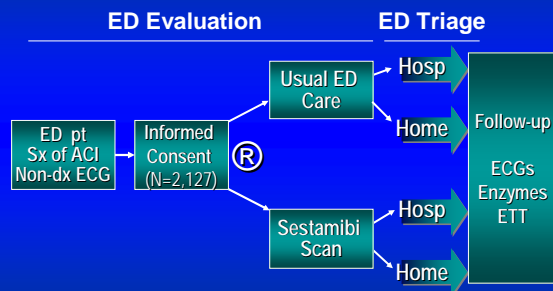 ED Evaluation
ED Triage
ED pt
Sx of ACI
Non-dx ECG
Informed
Consent
(N=2,127)
®
Usual ED
Care
Sestamibi
Scan
Hosp
Home
Hosp
Home
Follow-up
ECGs
Enzymes
ETT